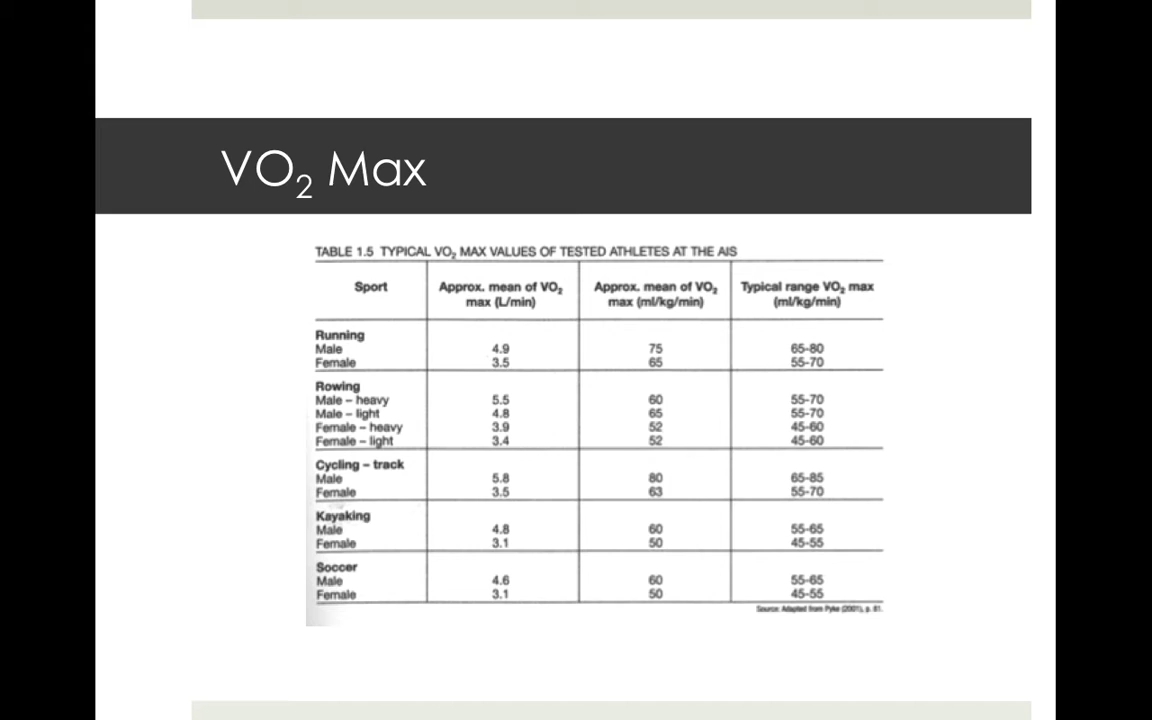 VO2 Max
TABLE 1.5 TYPICAL VO2 MAX VALUES OF TESTED ATHLETES AT THE AIS
Sport Approx. mean of VO2 max (L/min) Approx. mean of VO2 max (ml/kg/min) Typical range VO2 max (ml/kg/min)
Running
Male 4.9 75 65-80
Female 3.5 65 55-70
Rowing
Male – heavy 5.5 60 55-70
Male – light 4.8 65 55-70
Female – heavy 3.9 52 45-60
Female – light 3.4 52 45-60
Cycling – track
Male 5.8 80 65-85
Female 3.5 63 55-70
Kayaking
Male 4.8 60 55-65
Female 3.1 50 45-55
Soccer
Male 4.6 60 55-65
Female 3.1 50 45-55
Source: Adapted from Pyke (2001), p. 81.